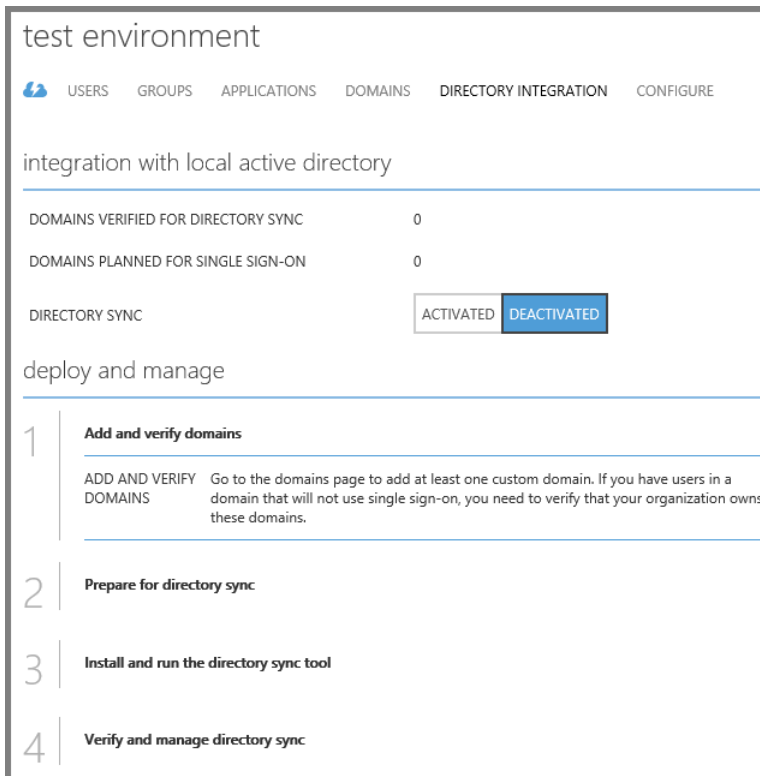 test environment
USERS GROUPS APPLICATIONS DOMAINS DIRECTORY INTEGRATION CONFIGURE
integration with local active directory
DOMAINS VERIFIED FOR DIRECTORY SYNC 0
DOMAINS PLANNED FOR SINGLE SIGN-ON 0
DIRECTORY SYNC ACTIVATED DEACTIVATED
deploy and manage
1 Add and verify domains
ADD AND VERIFY DOMAINS
Go to the domains page to add at least one custom domain. If you have users in a
domain that will not use single sign-on, you need to verify that your organization owns
these domains.
2 Prepare for directory sync
3 Install and run the directory sync tool
4 Verify and manage directory sync